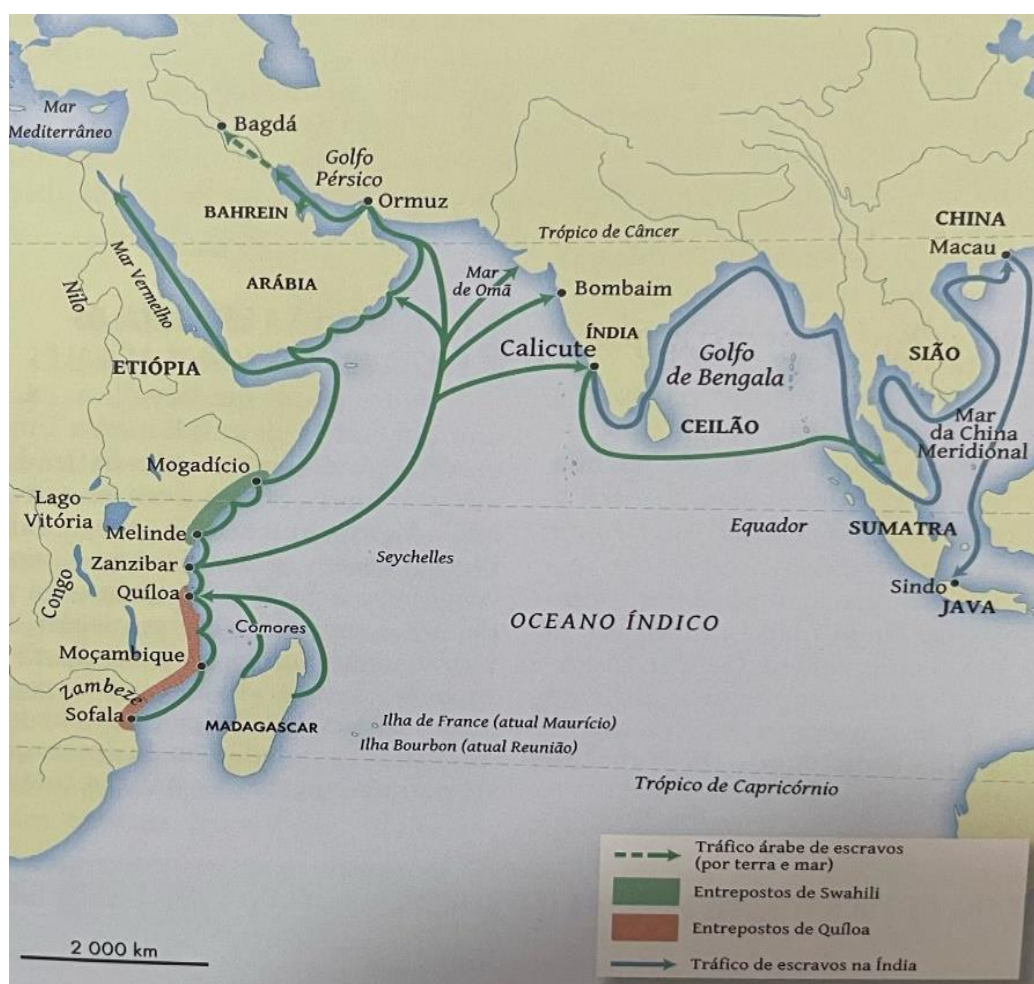 Mar
Mediterrâneo
Bagdá
Golfo
Pérsico
Ormuz
BAHREIN
CHINA
Trópico de Câncer
Macau
Mar Vermelho
Nilo
ARÁBIA
Mar
de Omã
Bombaim
ÍNDIA
ETIÓPIA
Calicute
Golfo
de Bengala
SIÃO
CEILÃO
Mar
da China
Meridional
Mogadício
Lago
Vitória
Melinde
Equador
SUMATRA
Zanzibar
Seychelles
Quíloa
Congo
Sindo
JAVA
OCEANO ÍNDICO
Comores
Moçambique
Zambeze
Sofala
MADAGASCAR
Ilha de France (atual Maurício)
Ilha Bourbon (atual Reunião)
Trópico de Capricórnio
Tráfico árabe de escravos
(por terra e mar)
Entrepostos de Swahili
Entrepostos de Quíloa
Tráfico de escravos na Índia
2 000 km